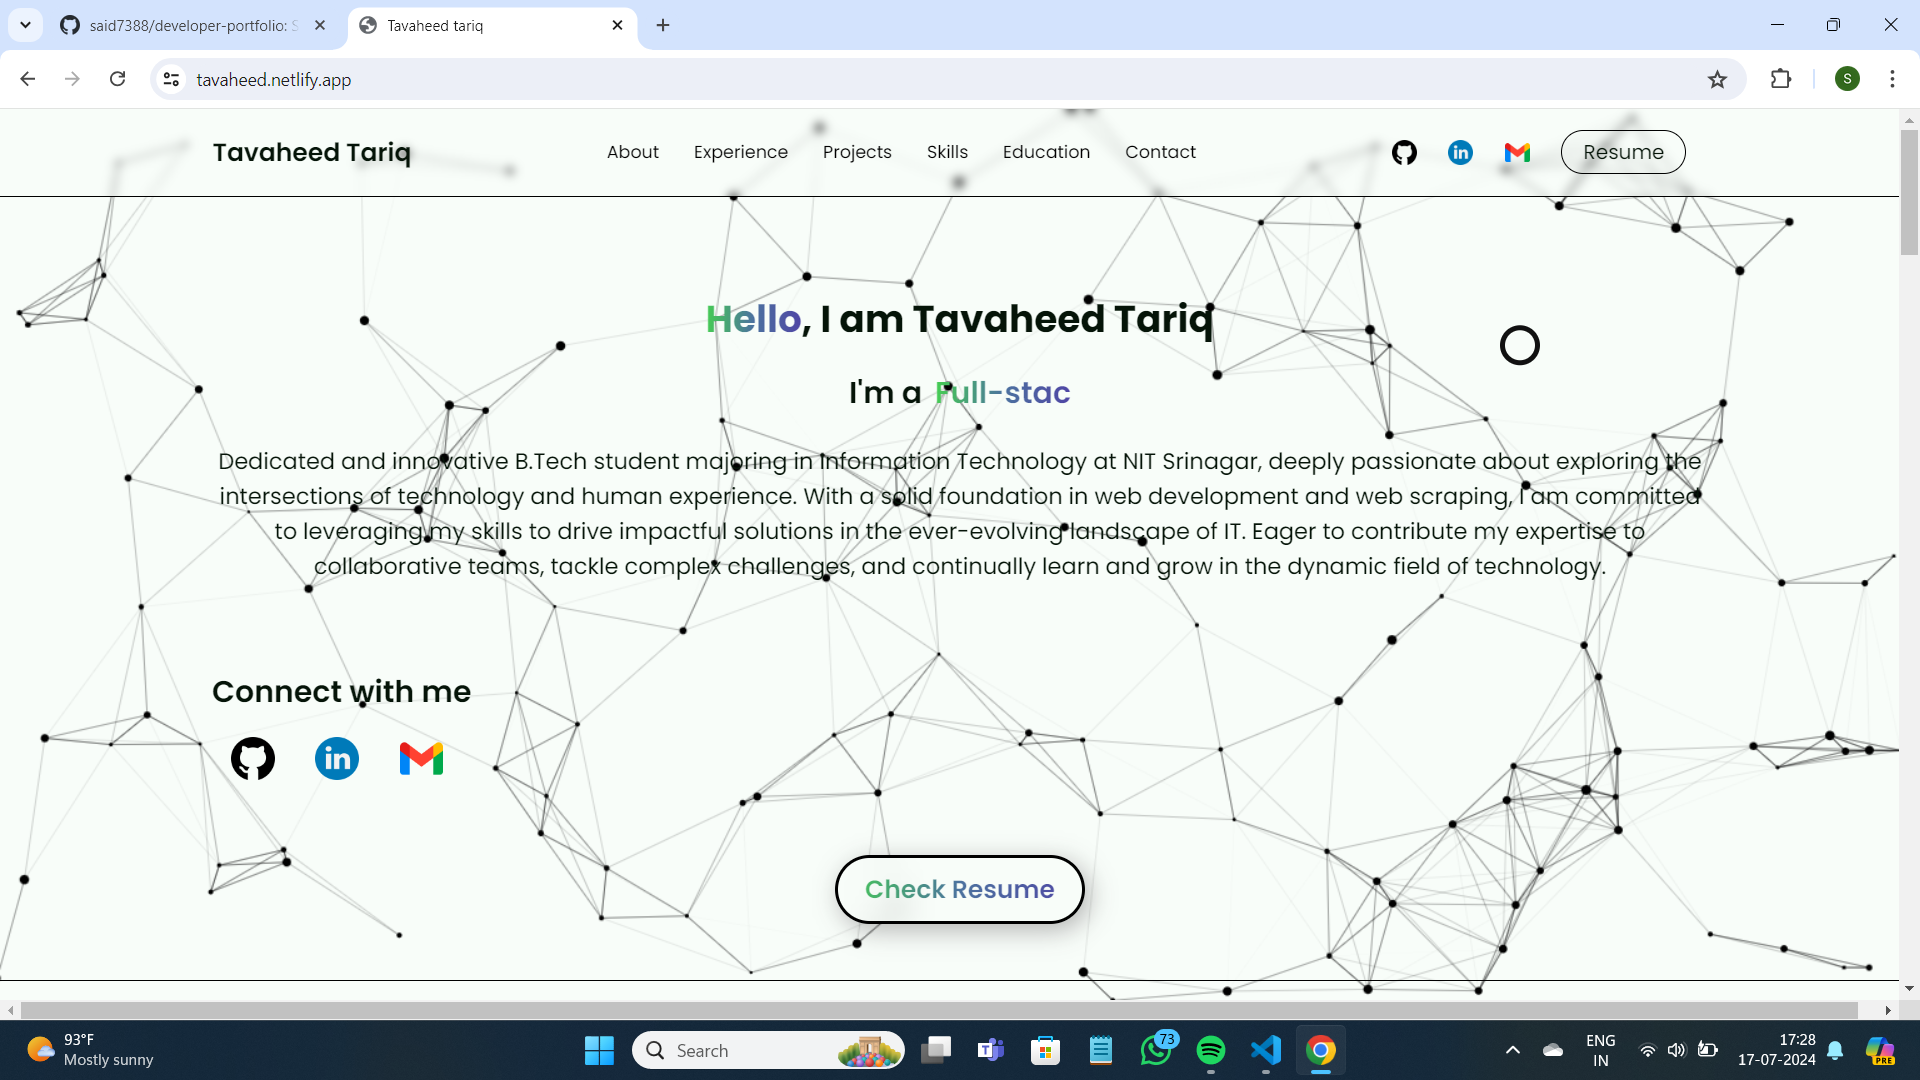 said7388/developer-portfolio: S
Tavaheed tariq
tavaheed.netlify.app
S
Tavaheed Tariq
About
Experience
Projects
Skills
Education
Contact
Resume
Hello, I am Tavaheed Tariq
I'm a Full-stac
Dedicated and innovative B.Tech student majoring in Information Technology at NIT Srinagar, deeply passionate about exploring the
intersections of technology and human experience. With a solid foundation in web development and web scraping, I am committed
to leveraging my skills to drive impactful solutions in the ever-evolving landscape of IT. Eager to contribute my expertise to
collaborative teams, tackle complex challenges, and continually learn and grow in the dynamic field of technology.
Connect with me
in
Check Resume
93°F
Mostly sunny
Search
73
ENG
IN
17:28
17-07-2024
PRE